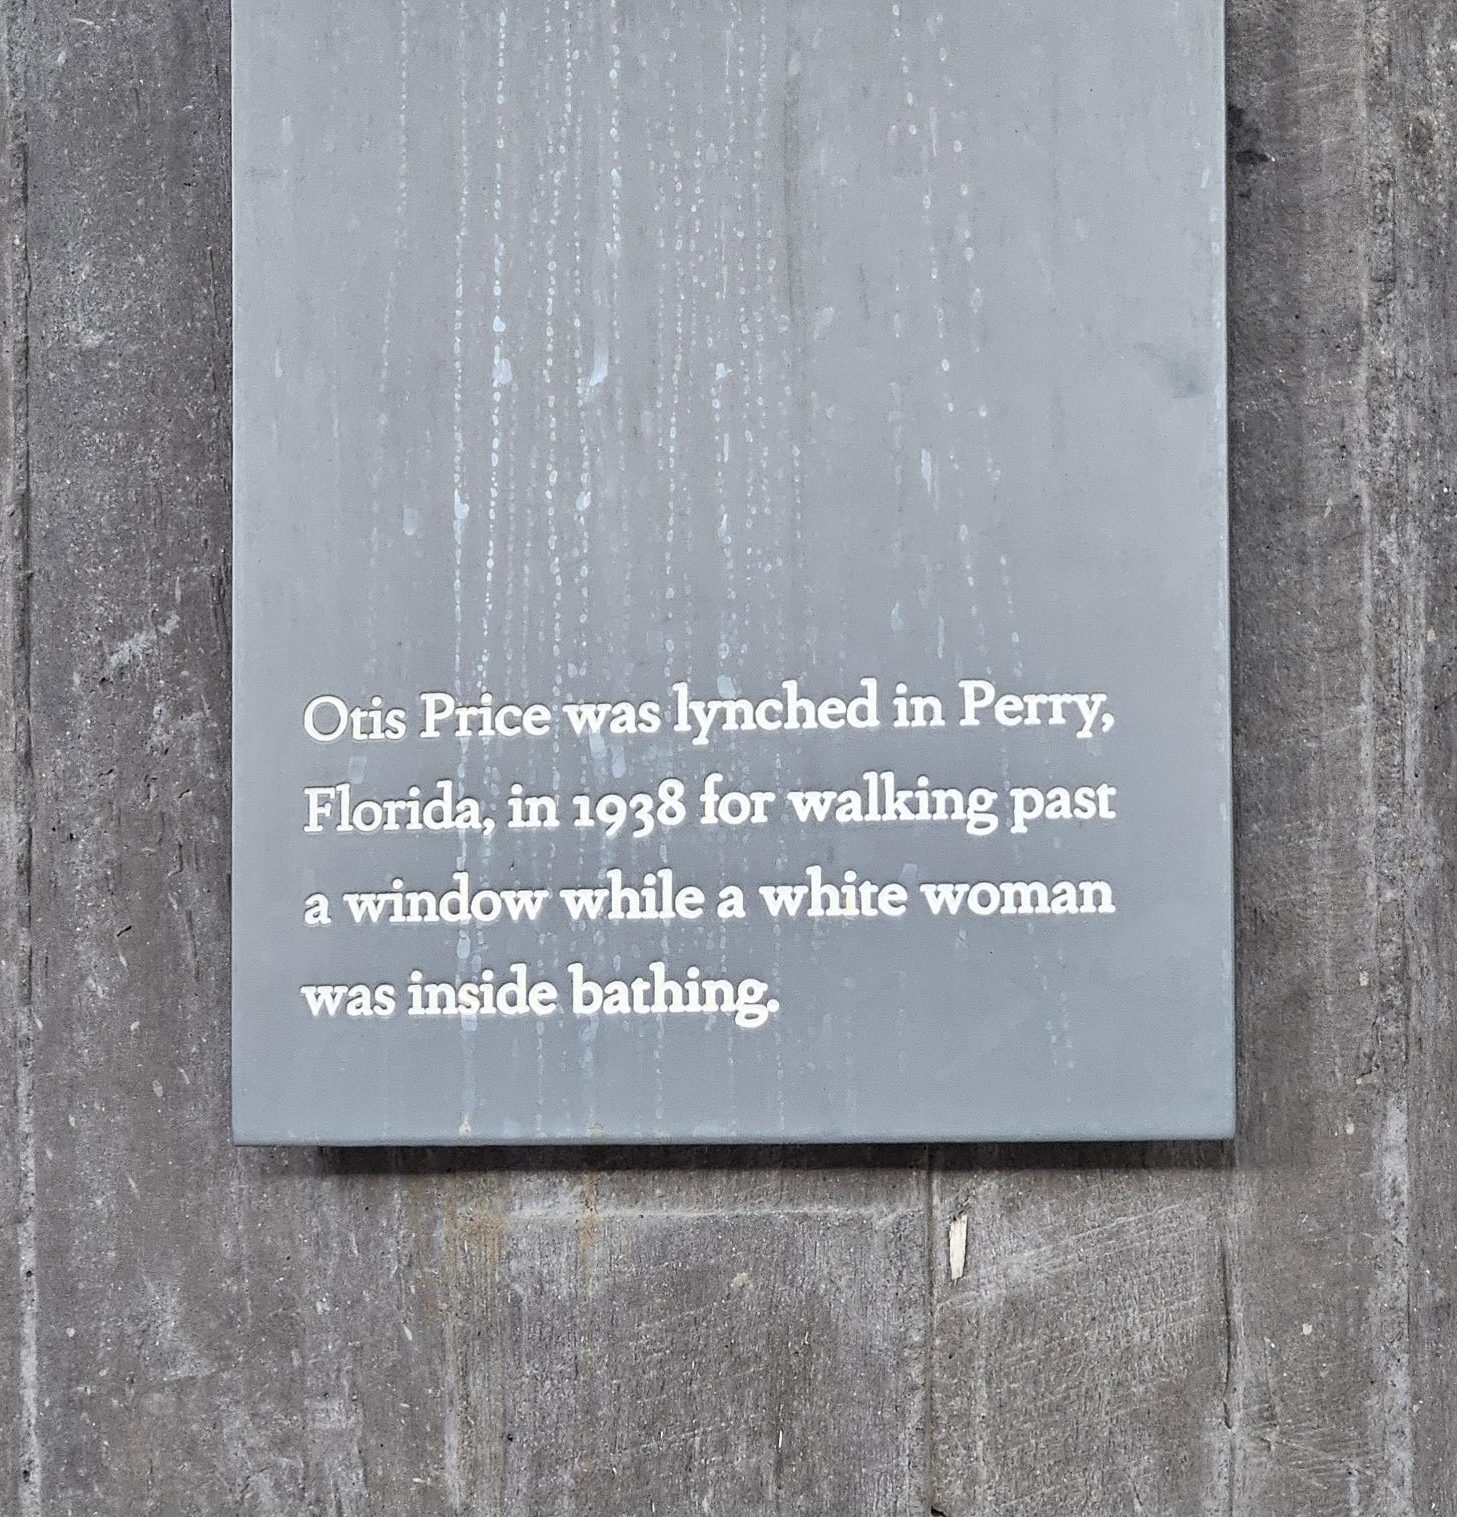 Otis Price was lynched in Perry,
Florida, in 1938 for walking past
a window while a white woman
was inside bathing.